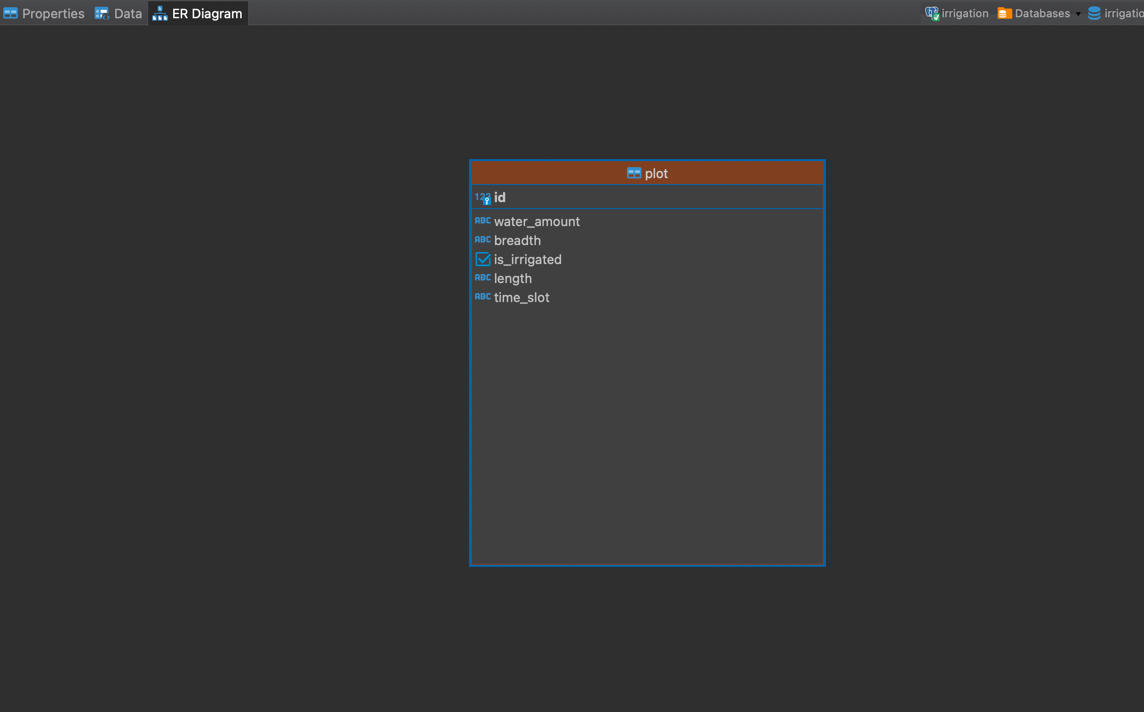 Properties Data ER Diagram irrigation Databases irrigatio
plot
123 id
ABC water_amount
ABC breadth
is_irrigated
ABC length
ABC time_slot